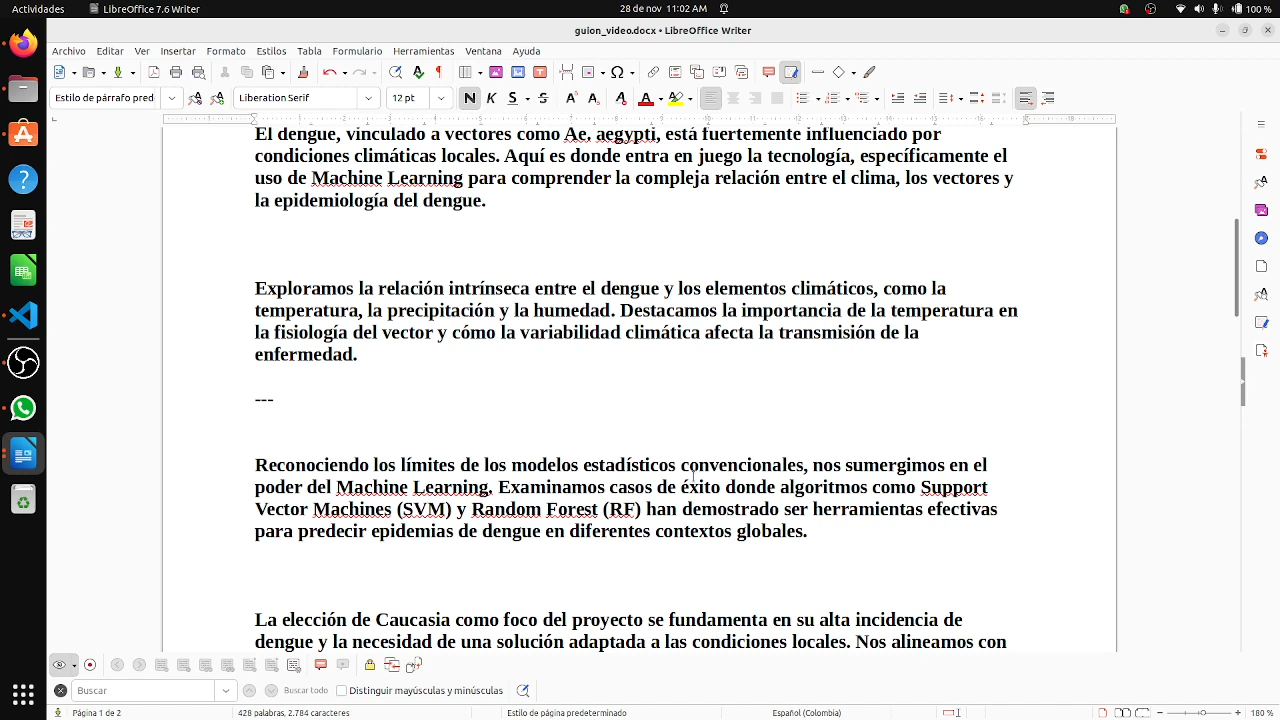 Actividades
LibreOffice 7.6 Writer
28 de nov 11:02 AM
100 %
guion_video.docx • LibreOffice Writer
Archivo Editar Ver Insertar Formato Estilos Tabla Formulario Herramientas Ventana Ayuda
Estilo de párrafo pred
Liberation Serif
12 pt
El dengue, vinculado a vectores como Ae. aegypti, está fuertemente influenciado por
condiciones climáticas locales. Aquí es donde entra en juego la tecnología, específicamente el
uso de Machine Learning para comprender la compleja relación entre el clima, los vectores y
la epidemiología del dengue.
Exploramos la relación intrínseca entre el dengue y los elementos climáticos, como la
temperatura, la precipitación y la humedad. Destacamos la importancia de la temperatura en
la fisiología del vector y cómo la variabilidad climática afecta la transmisión de la
enfermedad.
---
Reconociendo los límites de los modelos estadísticos convencionales, nos sumergimos en el
poder del Machine Learning. Examinamos casos de éxito donde algoritmos como Support
Vector Machines (SVM) y Random Forest (RF) han demostrado ser herramientas efectivas
para predecir epidemias de dengue en diferentes contextos globales.
La elección de Caucasia como foco del proyecto se fundamenta en su alta incidencia de
dengue y la necesidad de una solución adaptada a las condiciones locales. Nos alineamos con
Buscar
Buscar todo
Distinguir mayúsculas y minúsculas
Página 1 de 2
428 palabras, 2.784 caracteres
Estilo de página predeterminado
Español (Colombia)
180 %